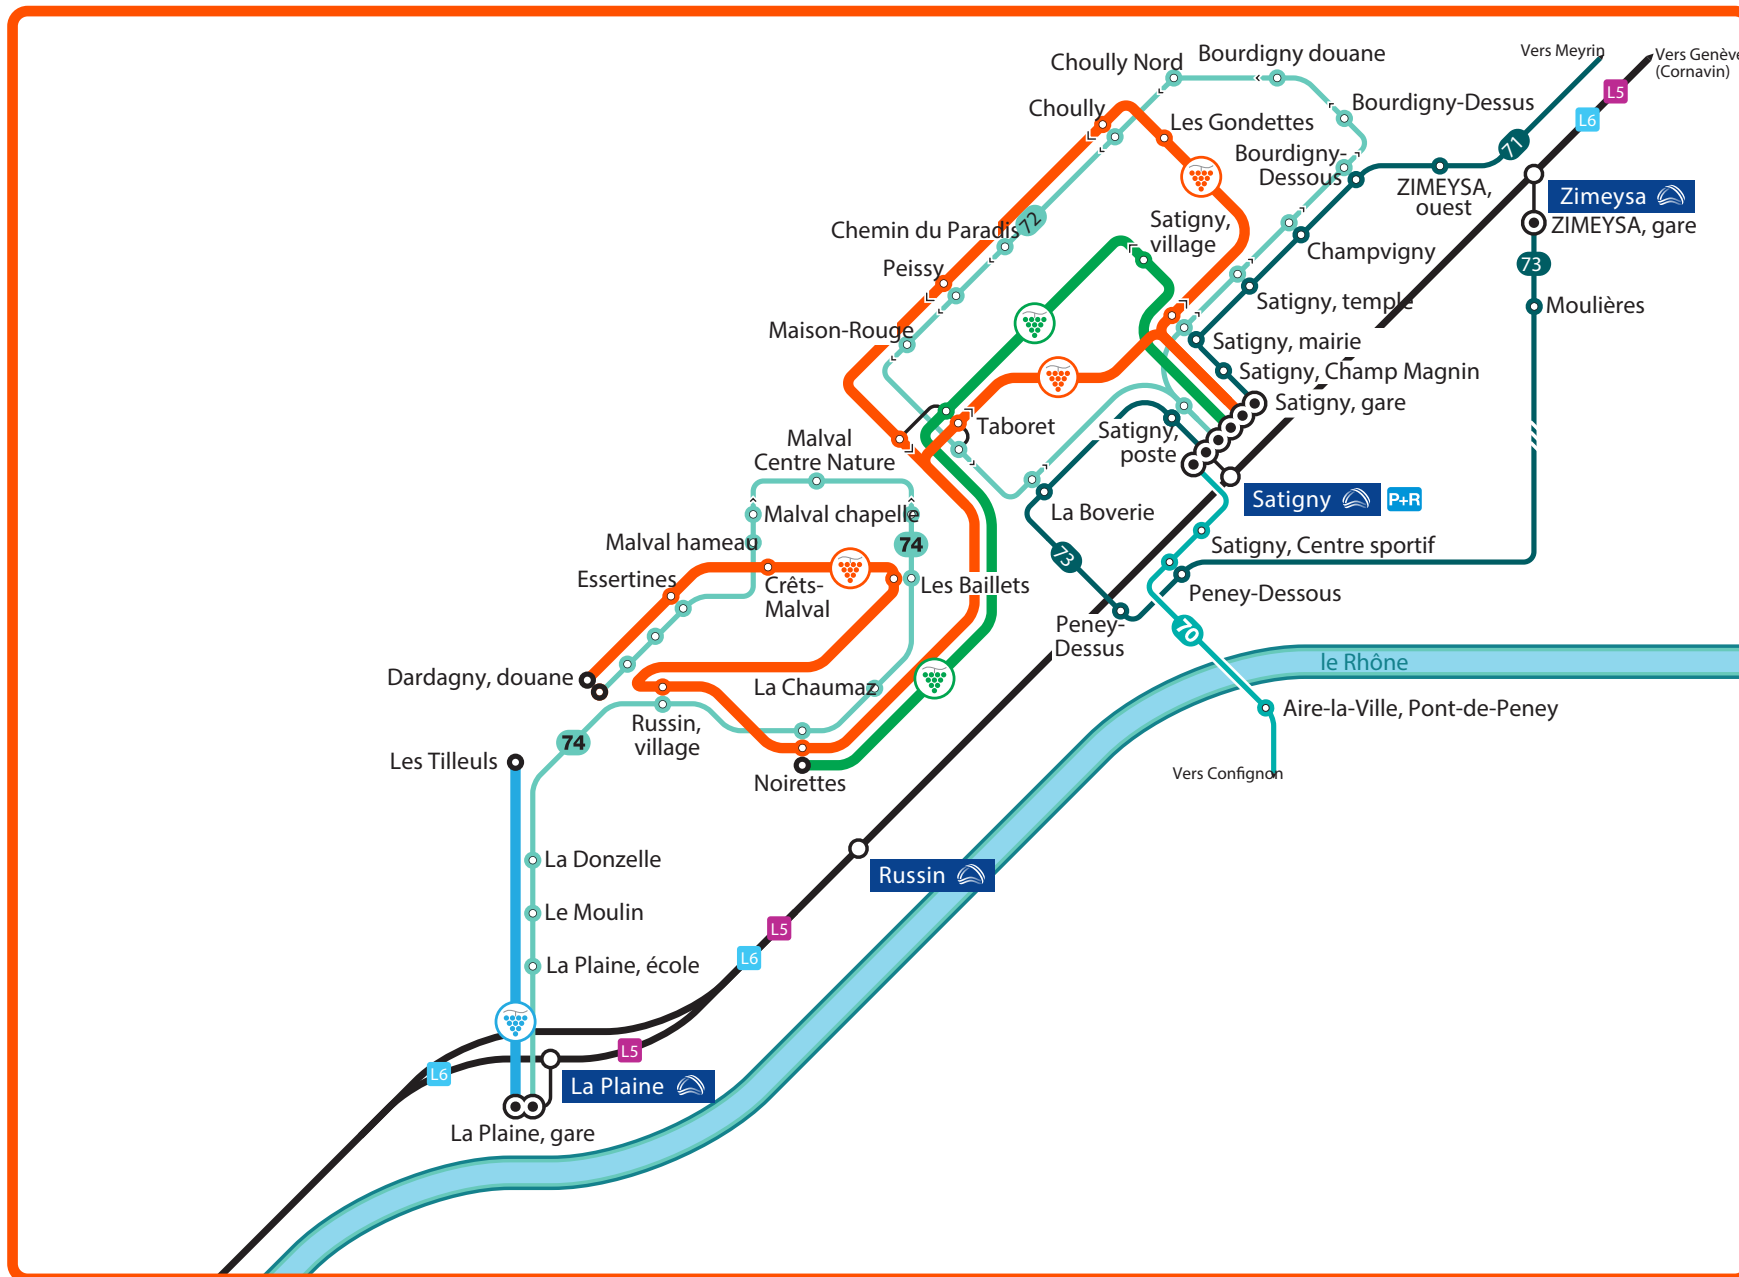 Bourdigny douane
Choully Nord
Vers Meyrin
Vers Genève
(Cornavin)
L5
L6
Choully
Les Gondettes
Bourdigny-Dessus
71
Bourdigny-
Dessous
ZIMEYSA,
ouest
Zimeysa
ZIMEYSA, gare
73
Moulières
72
Chemin du Paradis
Satigny,
village
Champvigny
Peissy
Satigny, temple
Maison-Rouge
Satigny, mairie
Satigny, Champ Magnin
Satigny, gare
Taboret
Satigny,
poste
Malval
Centre Nature
Satigny
P+R
Malval chapelle
La Boverie
Malval hameau
74
73
Satigny, Centre sportif
Essertines
Crêts-
Malval
Les Baillets
Peney-Dessous
Peney-
Dessus
70
le Rhône
Dardagny, douane
La Chaumaz
Aire-la-Ville, Pont-de-Peney
Russin,
village
74
Les Tilleuls
Noirettes
Vers Confignon
La Donzelle
Russin
Le Moulin
L5
L6
La Plaine, école
L5
L6
La Plaine
La Plaine, gare